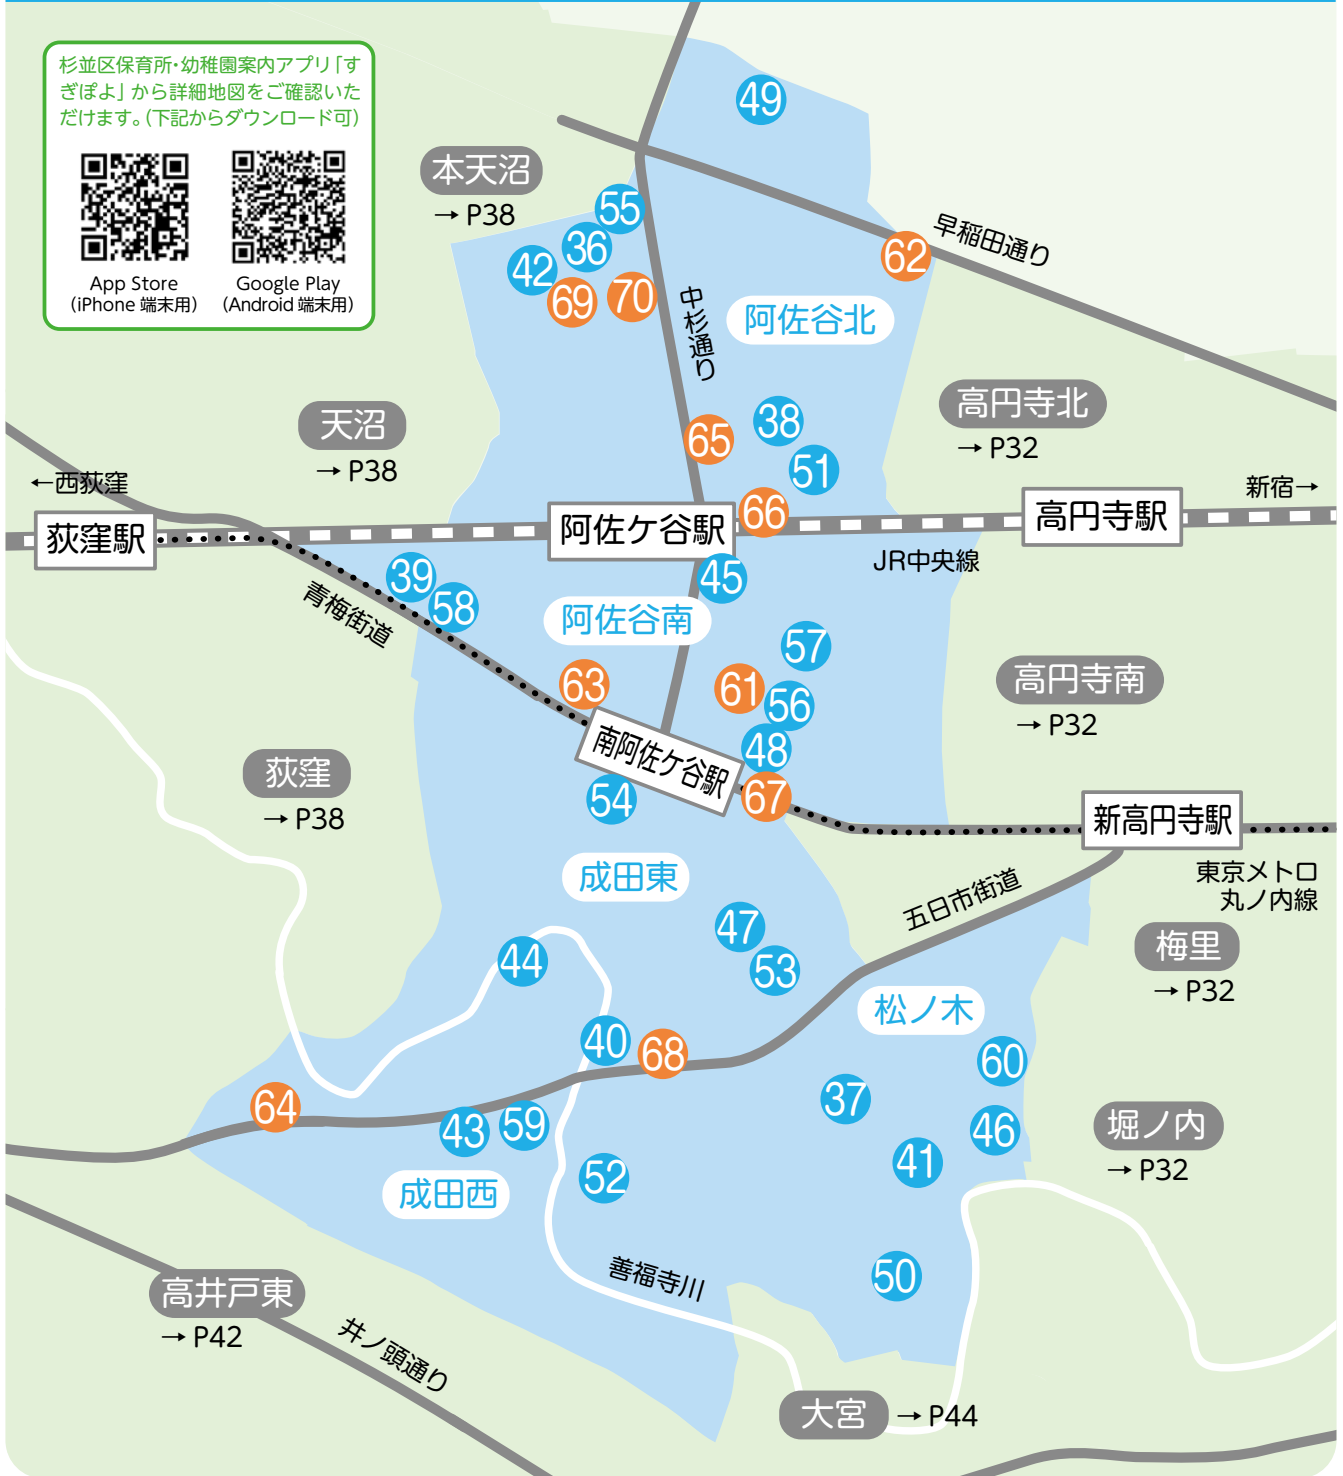 杉並区保育所・幼稚園案内アプリ「す
ぎぽよ」から詳細地図をご確認いた
だけます。(下記からダウンロード可)
App Store
(iPhone 端末用)
Google Play
(Android 端末用)
49
本天沼
→ P38
55
36
42
69
70
62
早稲田通り
中杉通り
阿佐谷北
天沼
→ P38
65
38
51
高円寺北
→ P32
←西荻窪
新宿→
荻窪駅
阿佐ケ谷駅
66
高円寺駅
JR中央線
39
58
青梅街道
45
阿佐谷南
57
63
61
56
高円寺南
→ P32
48
南阿佐ケ谷駅
67
54
荻窪
→ P38
新高円寺駅
東京メトロ
丸ノ内線
成田東
五日市街道
47
53
44
梅里
→ P32
松ノ木
40
68
60
64
37
43
59
46
41
堀ノ内
→ P32
52
成田西
善福寺川
50
高井戸東
→ P42
井ノ頭通り
大宮
→ P44